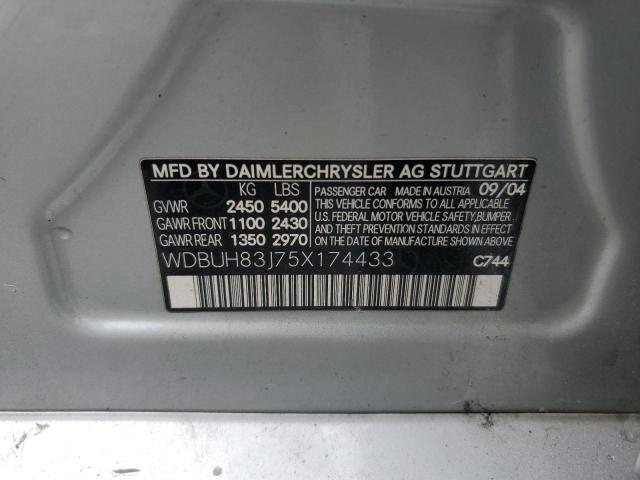 MFD BY DAIMLERCHRYSLER AG STUTTGART
KG LBS
GVWR 2450 5400
GAWR FRONT 1100 2430
GAWR REAR 1350 2970
PASSENGER CAR MADE IN AUSTRIA 09/04
THIS VEHICLE CONFORMS TO ALL APPLICABLE
U.S. FEDERAL MOTOR VEHICLE SAFETY, BUMPER,
AND THEFT PREVENTION STANDARDS IN EFFECT
ON THE DATE OF MANUFACTURE SHOWN ABOVE.
WDBUH83J75X174433 C744